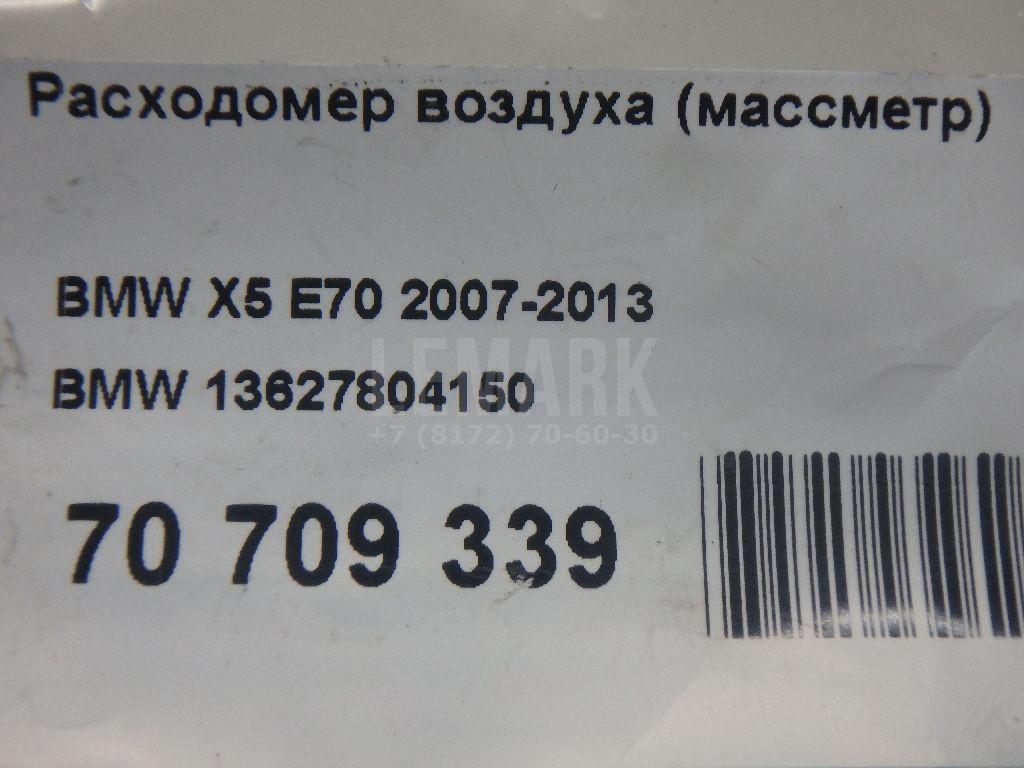 Расходомер воздуха (массметр)
BMW X5 E70 2007-2013
BMW 13627804150
LEMARK
+7 (8172) 70-60-30
70 709 339